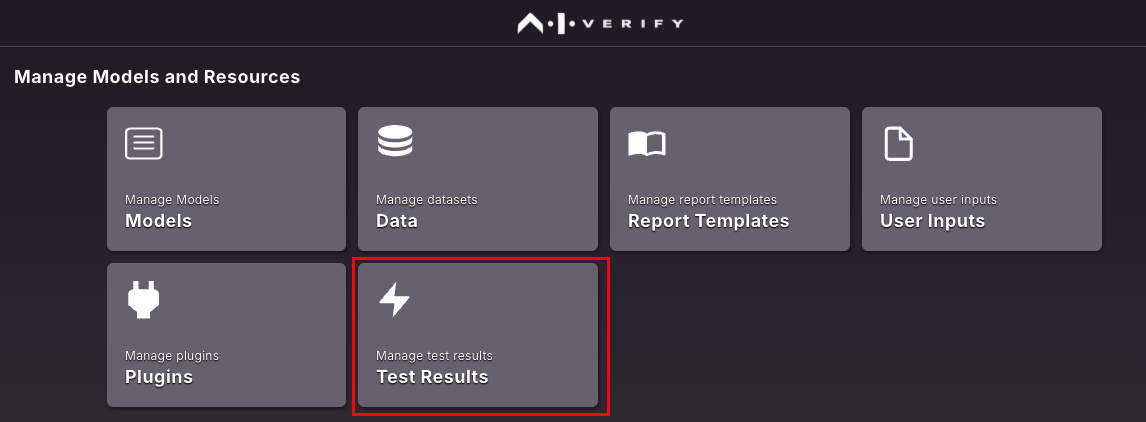 AI VERIFY
Manage Models and Resources
Manage Models
Models
Manage datasets
Data
Manage report templates
Report Templates
Manage user inputs
User Inputs
Manage plugins
Plugins
Manage test results
Test Results